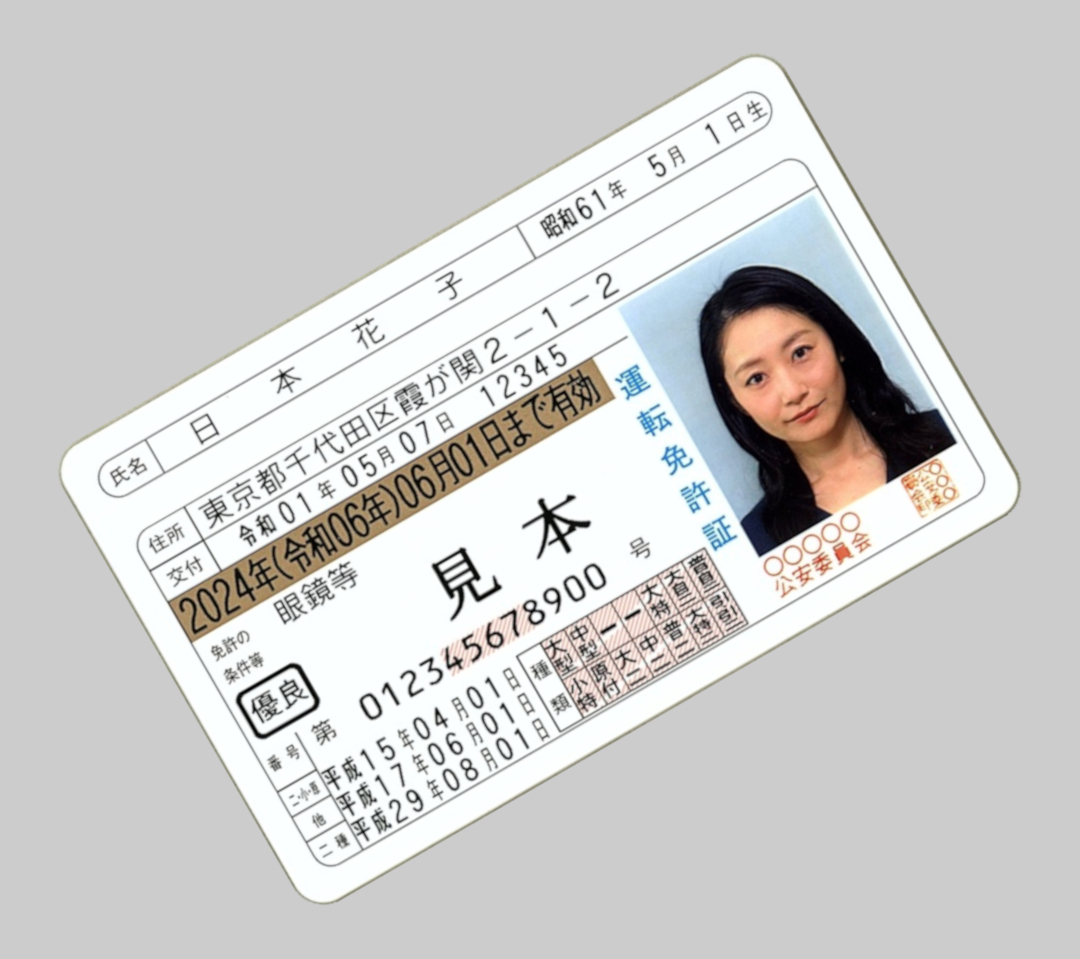 氏名 日本花子 昭和61年 5月 1日生
住所 東京都千代田区霞が関2-1-2
交付 令和01年05月07日 12345
2024年(令和06年)06月01日まで有効
眼鏡等
免許の
条件等
見本
優良
番号 第 012345678900 号
二・小・原 平成15年04月01日
他 平成17年06月01日
二種 平成29年08月01日
種類
大型 中型 ー ー 大特 大自二 普自二
小特 原付 大二 中二 普二 大特二 引引二
運転免許証
○○○○○
公安委員会